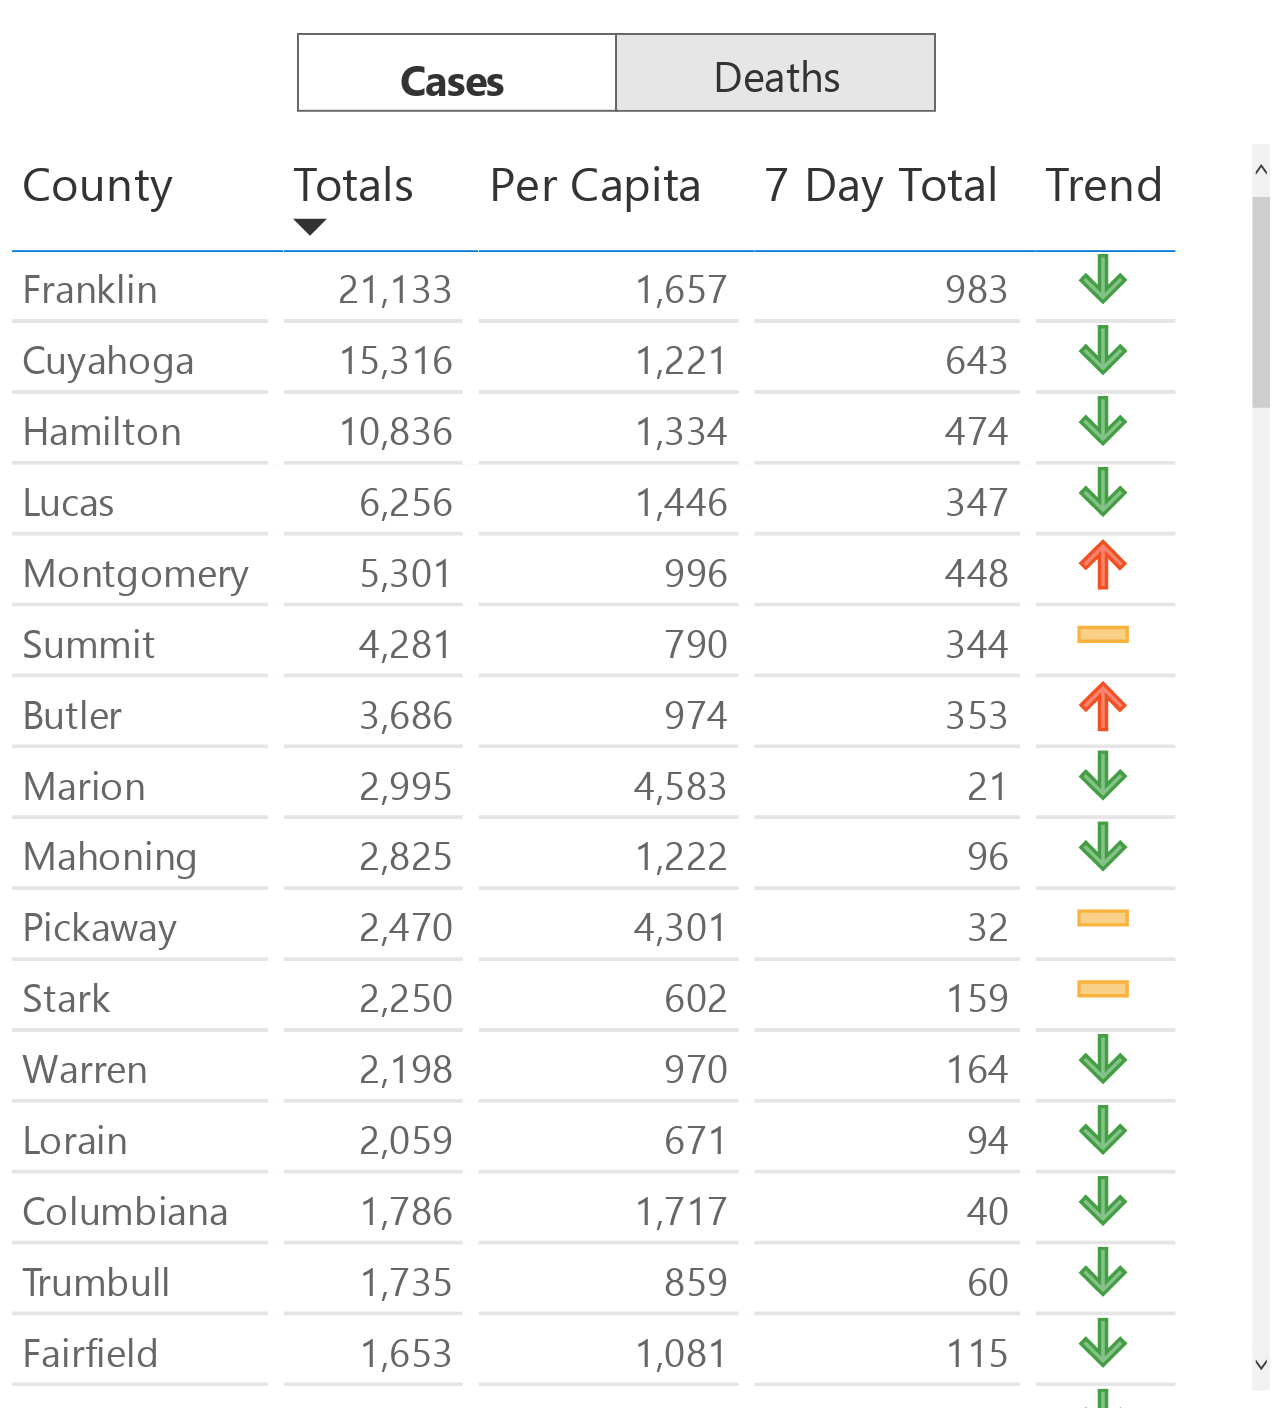 Cases Deaths
County Totals Per Capita 7 Day Total Trend
Franklin 21,133 1,657 983
Cuyahoga 15,316 1,221 643
Hamilton 10,836 1,334 474
Lucas 6,256 1,446 347
Montgomery 5,301 996 448
Summit 4,281 790 344
Butler 3,686 974 353
Marion 2,995 4,583 21
Mahoning 2,825 1,222 96
Pickaway 2,470 4,301 32
Stark 2,250 602 159
Warren 2,198 970 164
Lorain 2,059 671 94
Columbiana 1,786 1,717 40
Trumbull 1,735 859 60
Fairfield 1,653 1,081 115